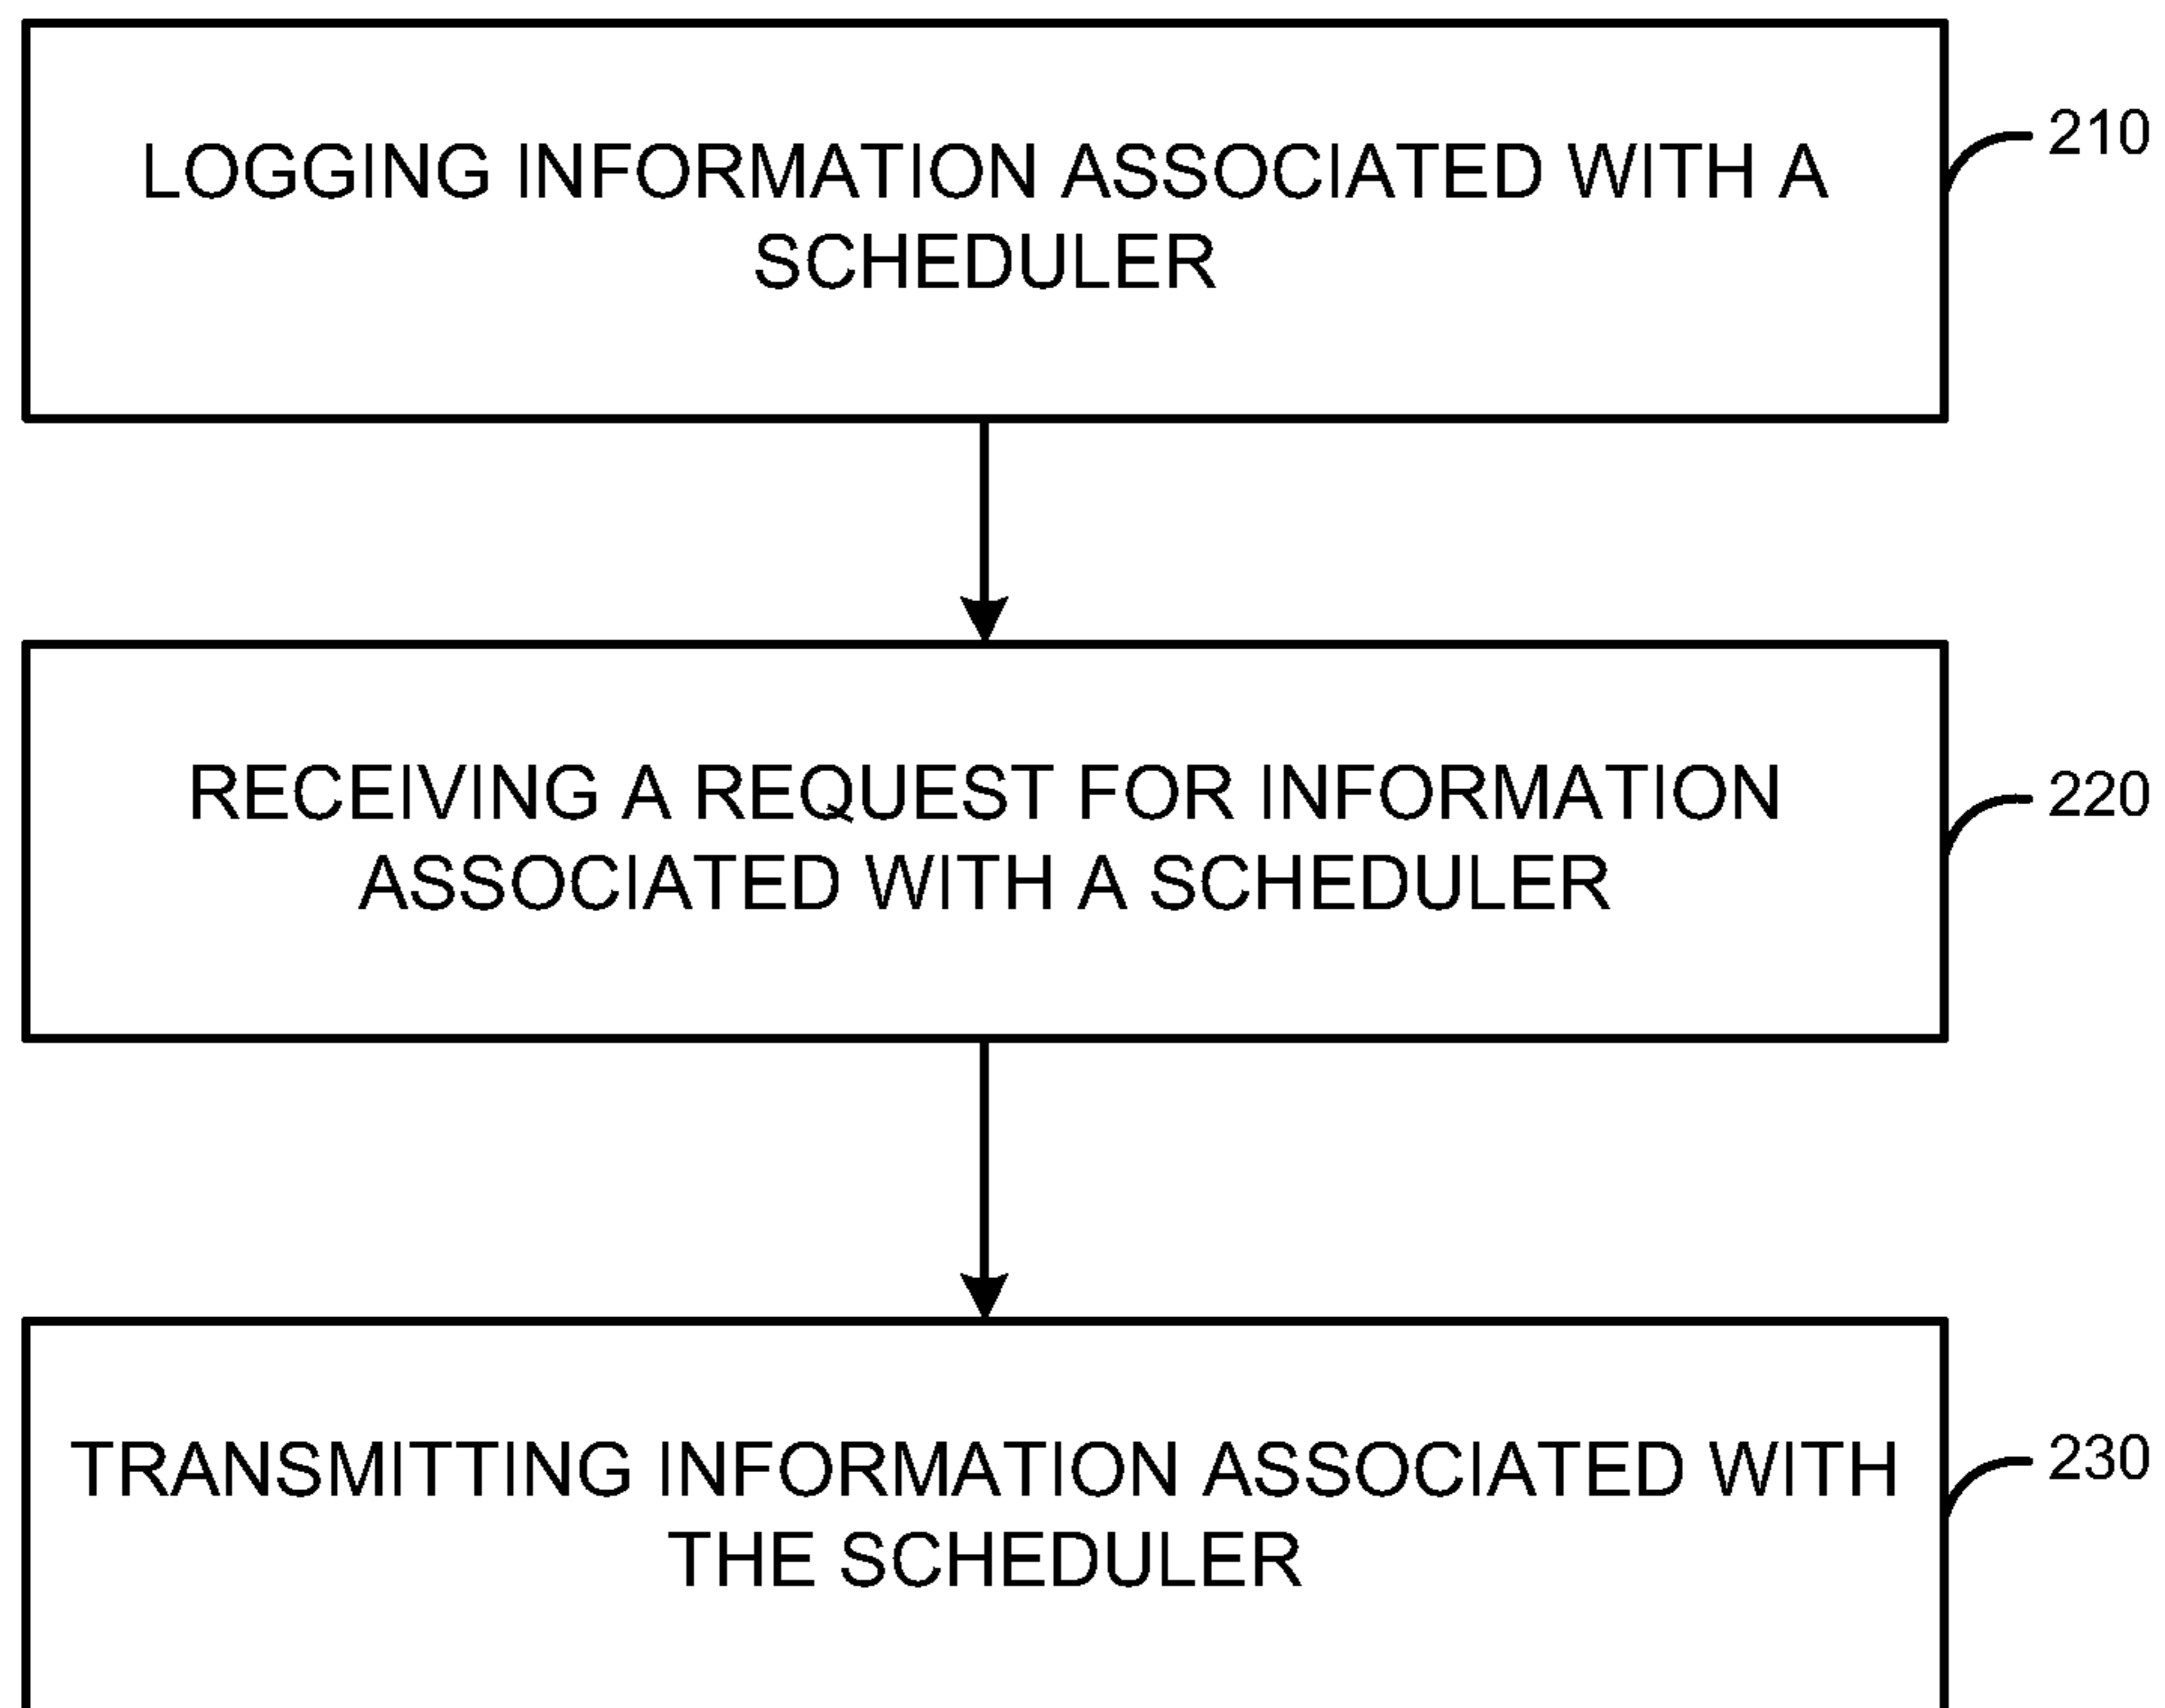 LOGGING INFORMATION ASSOCIATED WITH A
SCHEDULER
210
RECEIVING A REQUEST FOR INFORMATION
ASSOCIATED WITH A SCHEDULER
220
TRANSMITTING INFORMATION ASSOCIATED WITH
THE SCHEDULER
230